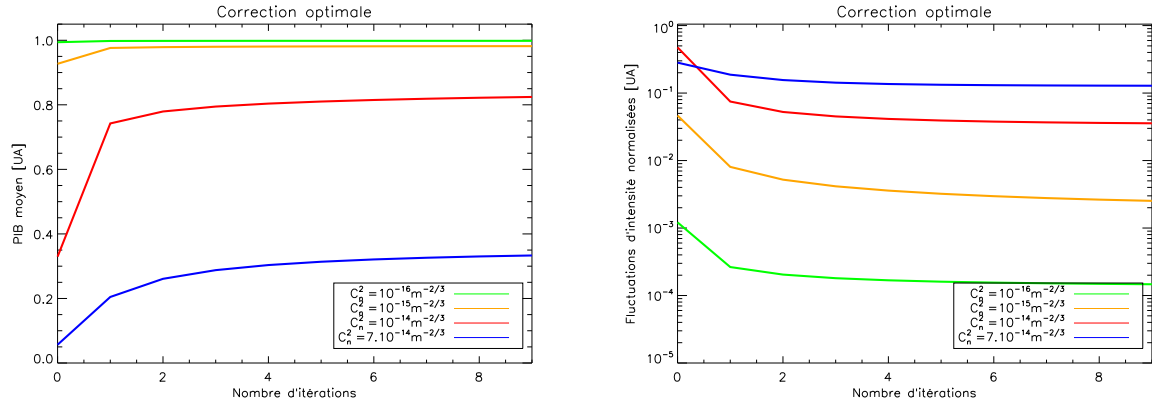 Correction optimale
PIB moyen [UA]
1.0
0.8
0.6
0.4
0.2
0.0
C²ₙ = 10⁻¹⁶m⁻²/³
C²ₙ = 10⁻¹⁵m⁻²/³
C²ₙ = 10⁻¹⁴m⁻²/³
C²ₙ = 7.10⁻¹⁴m⁻²/³
0 2 4 6 8
Nombre d'itérations
Correction optimale
Fluctuations d'intensité normalisées [UA]
10⁰
10⁻¹
10⁻²
10⁻³
10⁻⁴
10⁻⁵
C²ₙ = 10⁻¹⁶m⁻²/³
C²ₙ = 10⁻¹⁵m⁻²/³
C²ₙ = 10⁻¹⁴m⁻²/³
C²ₙ = 7.10⁻¹⁴m⁻²/³
0 2 4 6 8
Nombre d'itérations